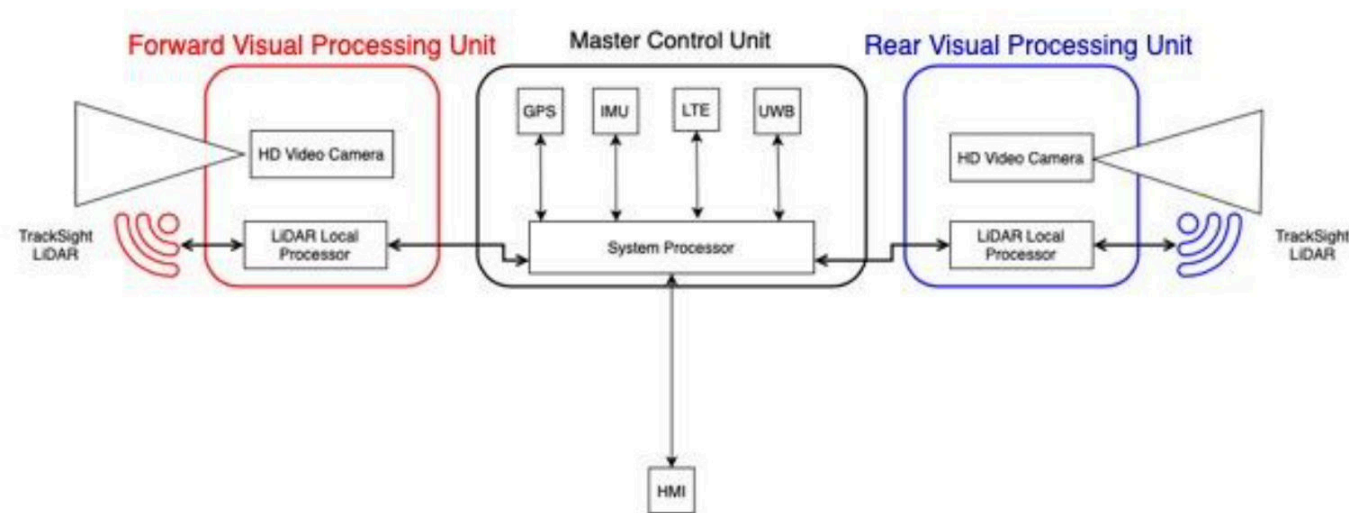 Forward Visual Processing Unit
Master Control Unit
Rear Visual Processing Unit
GPS
IMU
LTE
UWB
HD Video Camera
HD Video Camera
TrackSight
LiDAR
LiDAR Local
Processor
System Processor
LiDAR Local
Processor
TrackSight
LiDAR
HMI